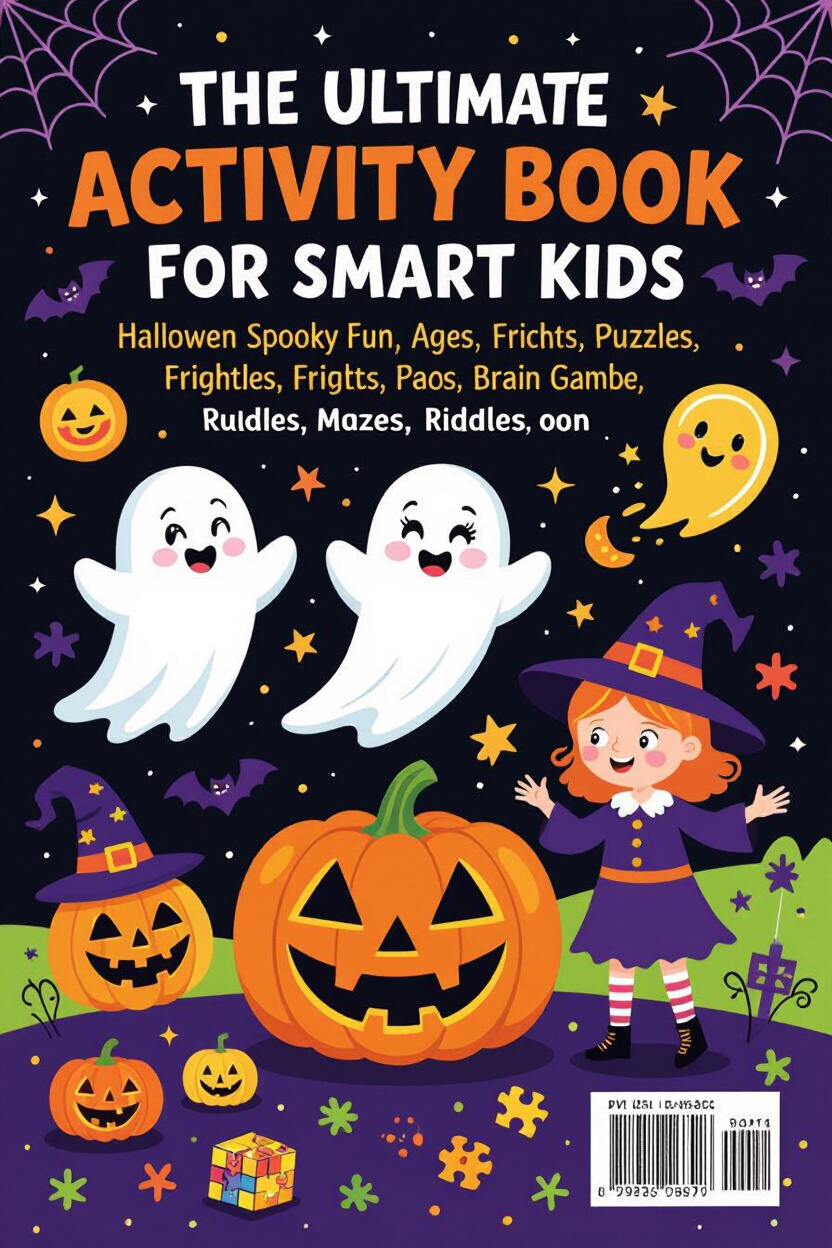 THE ULTIMATE
ACTIVITY BOOK
FOR SMART KIDS
Hallowen Spooky Fun, Ages, Frichts, Puzzles,
Frightles, Frigtts, Paos, Brain Gambe,
Ruldles, Mazes, Riddles, oon